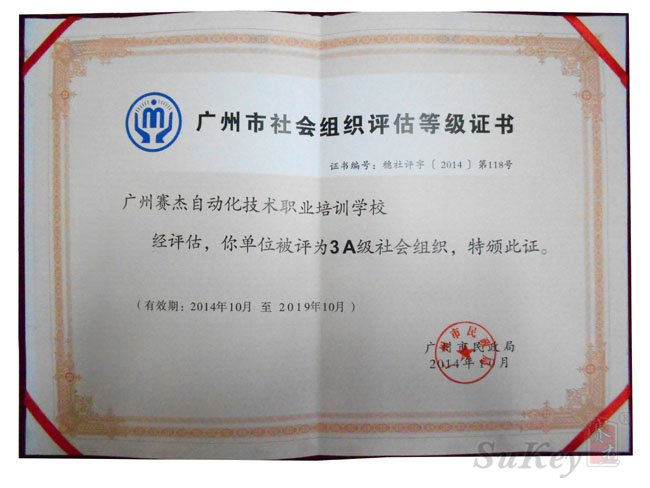 广州市社会组织评估等级证书
证书编号：穗社评字〔2014〕第118号
广州赛杰自动化技术职业培训学校
经评估，你单位被评为3A级社会组织，特颁此证。
（有效期：2014年10月 至 2019年10月）
广州市民政局
2014年10月
SuKey